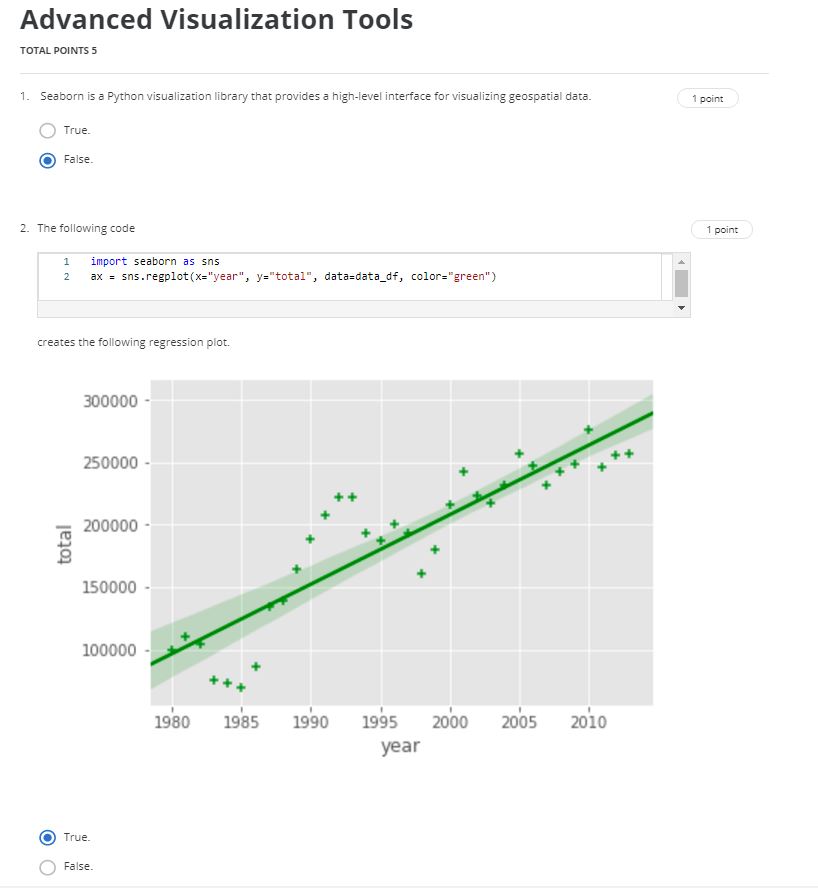 Advanced Visualization Tools
TOTAL POINTS 5
1. Seaborn is a Python visualization library that provides a high-level interface for visualizing geospatial data.
1 point
True.
False.
2. The following code
1 point
1 import seaborn as sns
2 ax = sns.regplot(x="year", y="total", data=data_df, color="green")
creates the following regression plot.
300000
250000
200000
150000
100000
total
1980 1985 1990 1995 2000 2005 2010
year
True.
False.